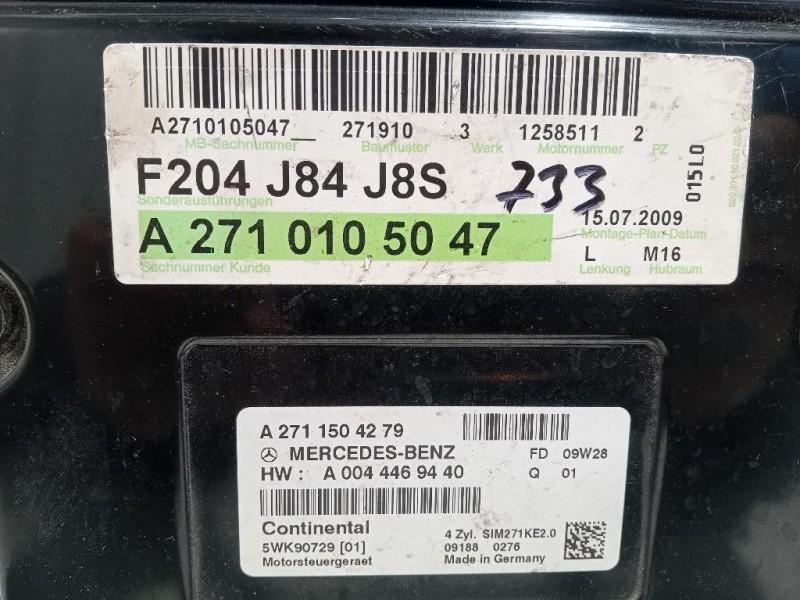 A2710105047__ 271910 3 1258511 2
MB-Sachnummer Baumuster Werk Motornummer PZ
F204 J84 J8S 733
Sonderausführungen
015L0
15.07.2009
A 271 010 50 47
Montage-Plan-Datum
L M16
Sachnummer Kunde Lenkung Hubraum
A 271 150 42 79
MERCEDES-BENZ FD 09W28
HW : A 004 446 94 40 Q 01
Continental
4 Zyl. SIM271KE2.0
5WK90729 [01] 09188 0276
Motorsteuergeraet Made in Germany